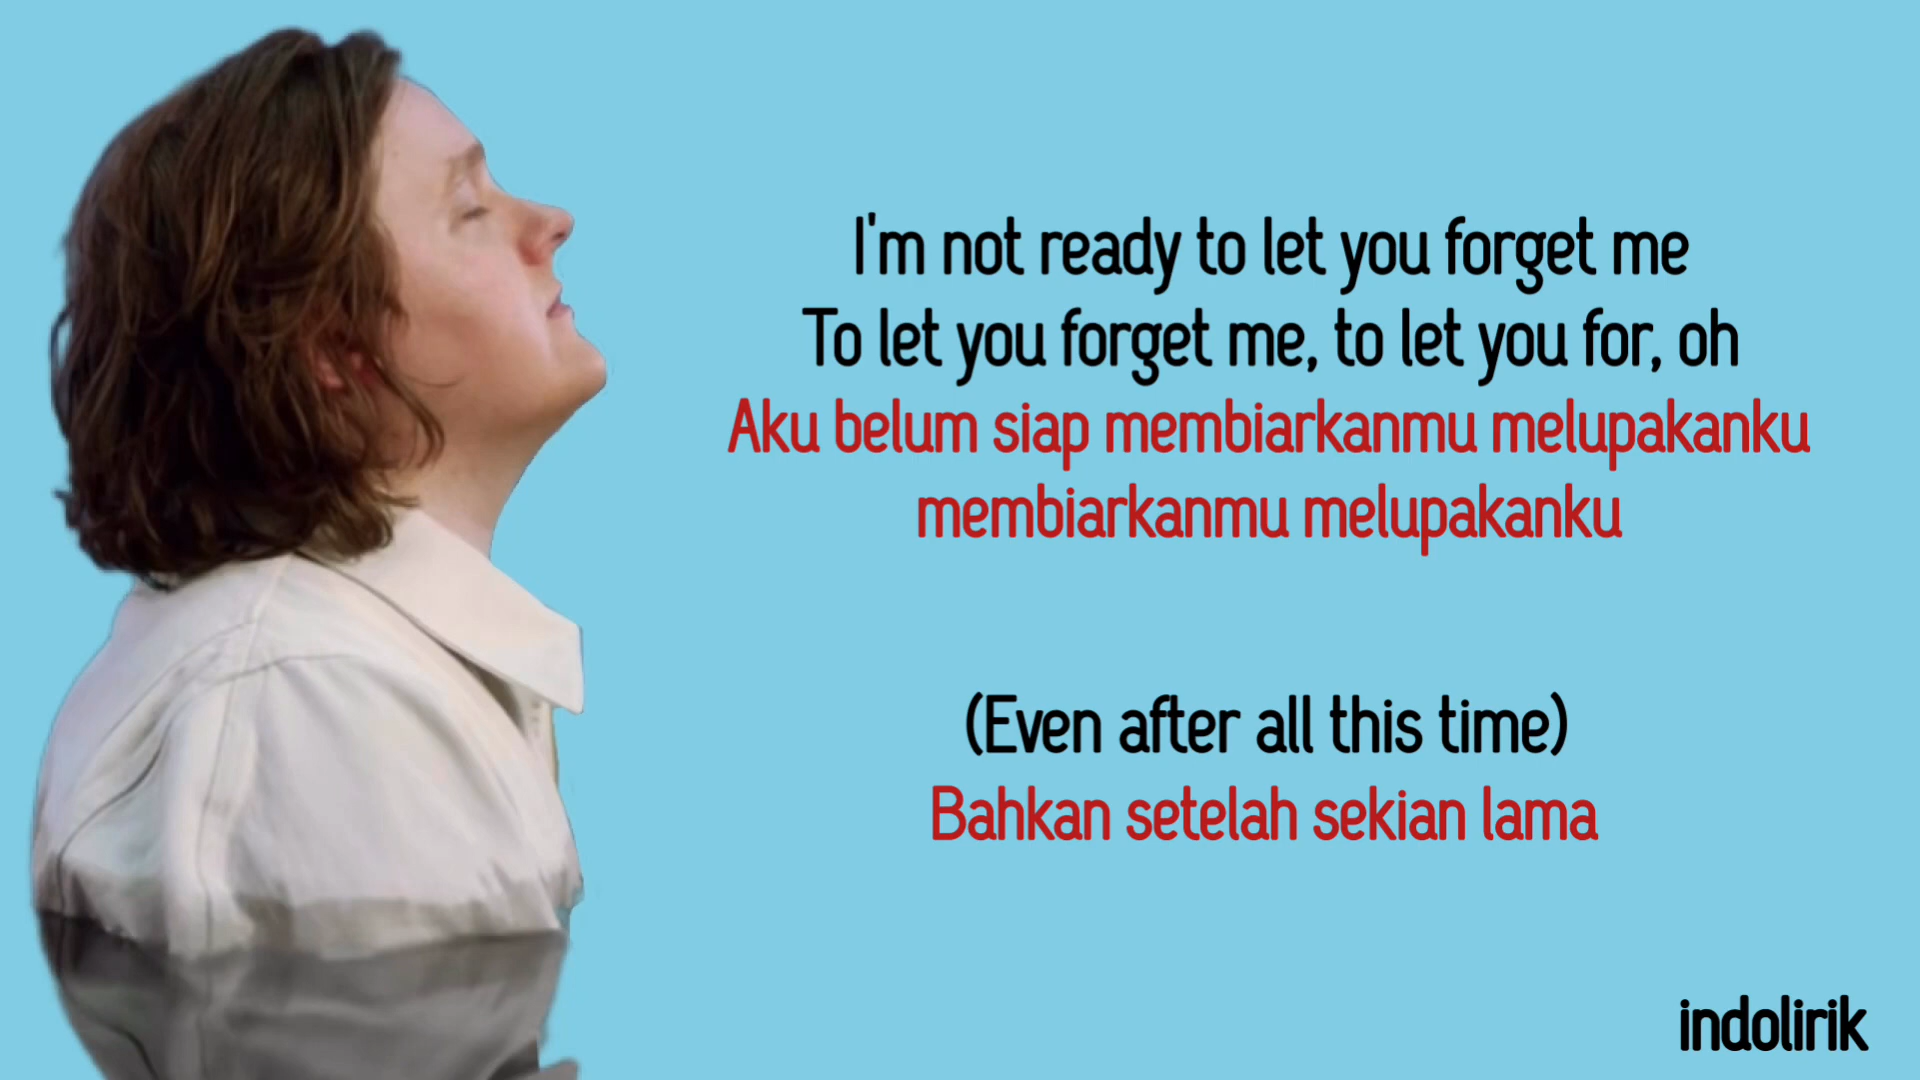 I'm not ready to let you forget me
To let you forget me, to let you for, oh
Aku belum siap membiarkanmu melupakanku
membiarkanmu melupakanku
(Even after all this time)
Bahkan setelah sekian lama
indolirik